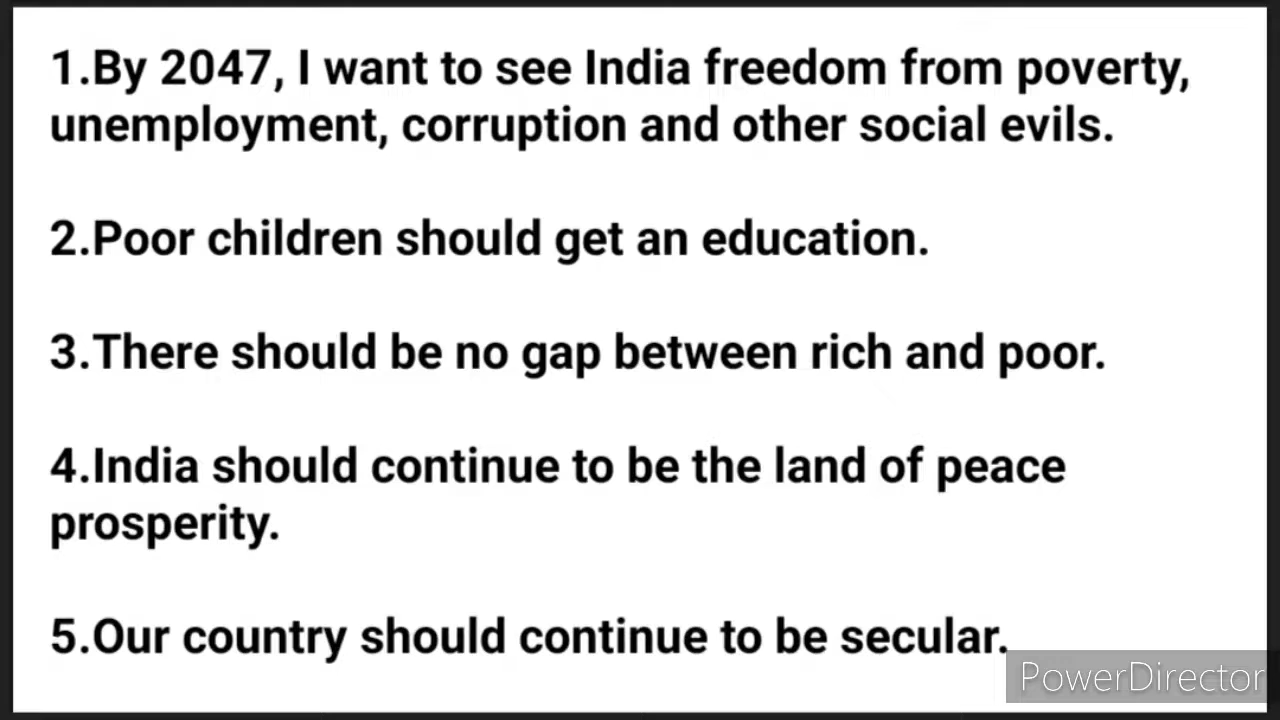 1.By 2047, I want to see India freedom from poverty,
unemployment, corruption and other social evils.
2.Poor children should get an education.
3.There should be no gap between rich and poor.
4.India should continue to be the land of peace
prosperity.
5.Our country should continue to be secular.
PowerDirector